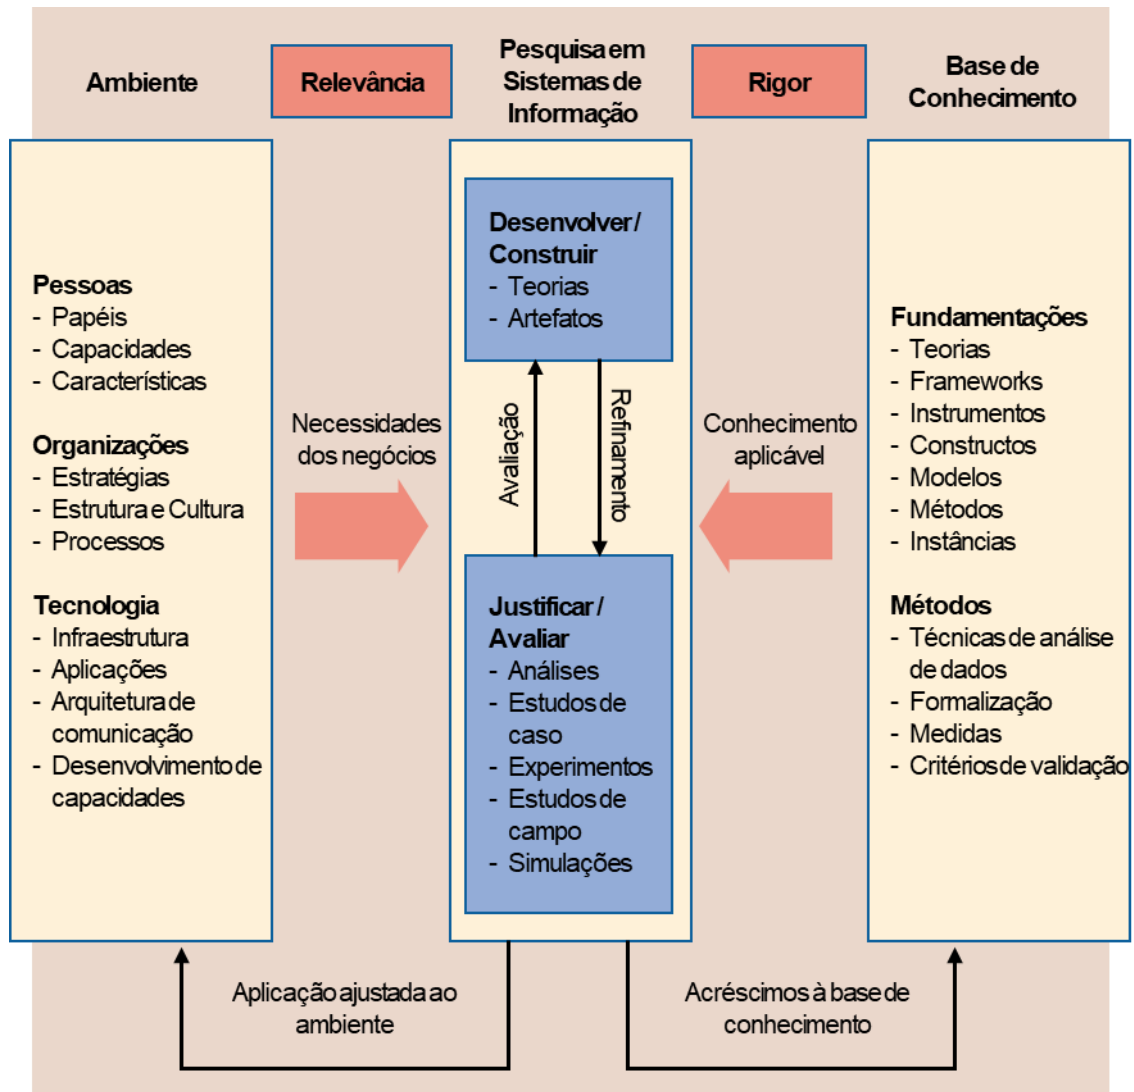 Ambiente
Relevância
Pesquisa em
Sistemas de
Informação
Rigor
Base de
Conhecimento
Pessoas
- Papéis
- Capacidades
- Características
Organizações
- Estratégias
- Estrutura e Cultura
- Processos
Tecnologia
- Infraestrutura
- Aplicações
- Arquitetura de
comunicação
- Desenvolvimento de
capacidades
Necessidades
dos negócios
Desenvolver /
Construir
- Teorias
- Artefatos
Avaliação
Refinamento
Justificar /
Avaliar
- Análises
- Estudos de
caso
- Experimentos
- Estudos de
campo
- Simulações
Conhecimento
aplicável
Fundamentações
- Teorias
- Frameworks
- Instrumentos
- Constructos
- Modelos
- Métodos
- Instâncias
Métodos
- Técnicas de análise
de dados
- Formalização
- Medidas
- Critérios de validação
Aplicação ajustada ao
ambiente
Acréscimos à base de
conhecimento